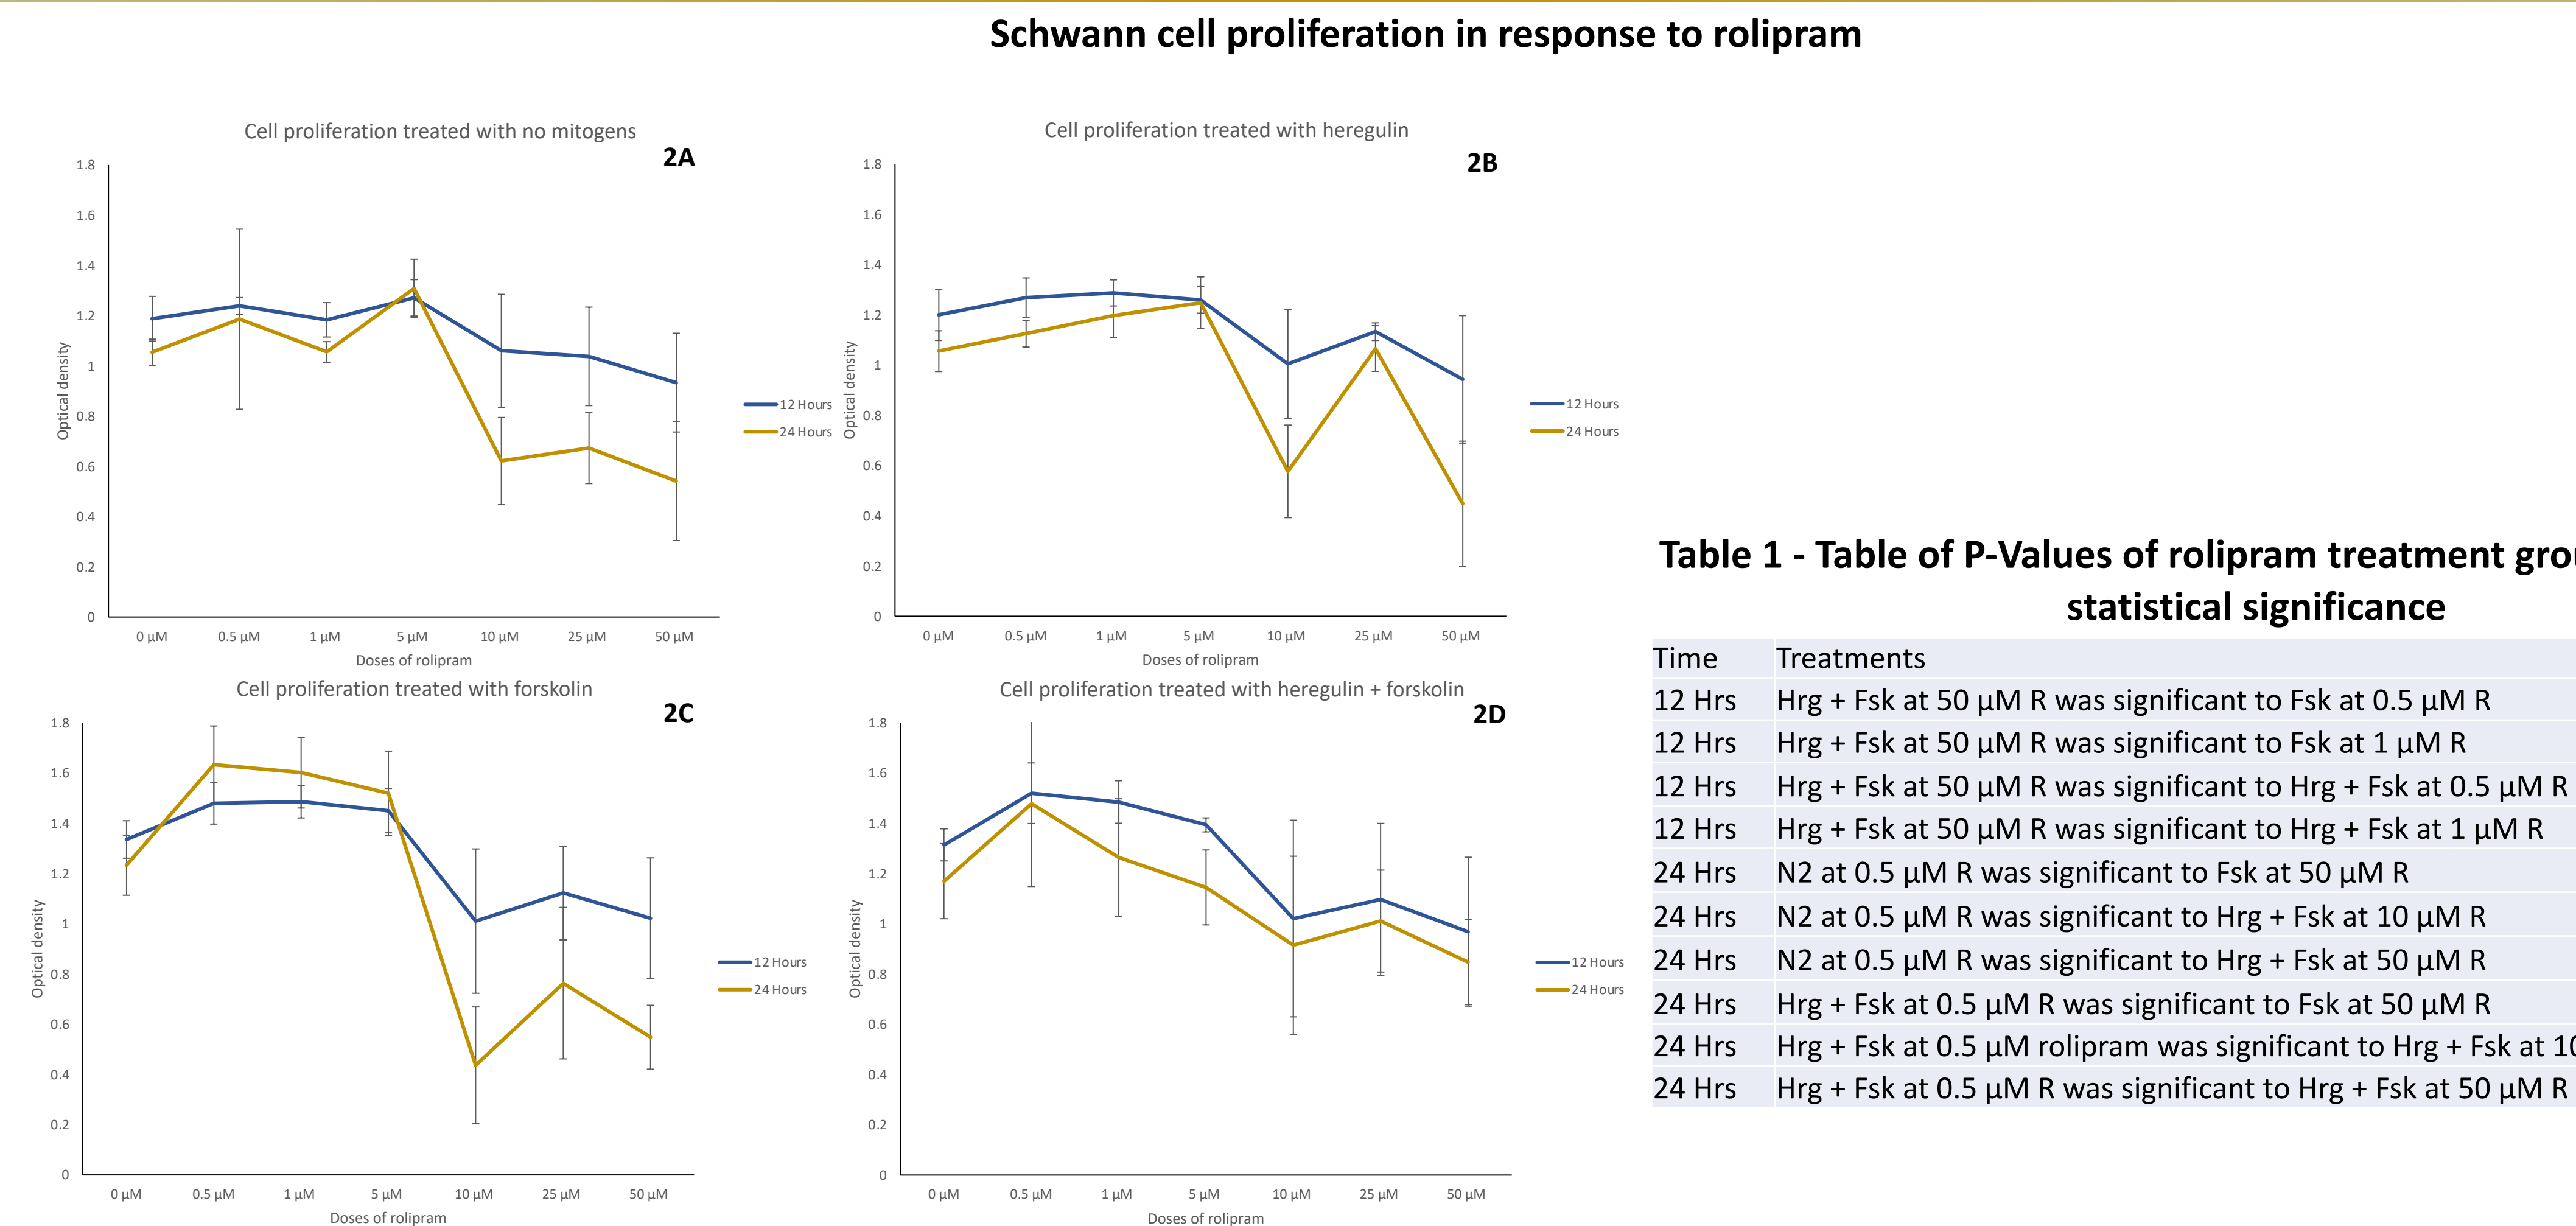 Schwann cell proliferation in response to rolipram
Cell proliferation treated with no mitogens
2A
1.8
1.6
1.4
1.2
1
0.8
0.6
0.4
0.2
0
Optical density
0 µM 0.5 µM 1 µM 5 µM 10 µM 25 µM 50 µM
Doses of rolipram
12 Hours
24 Hours
Cell proliferation treated with heregulin
2B
1.8
1.6
1.4
1.2
1
0.8
0.6
0.4
0.2
0
Optical density
0 µM 0.5 µM 1 µM 5 µM 10 µM 25 µM 50 µM
Doses of rolipram
12 Hours
24 Hours
Cell proliferation treated with forskolin
2C
1.8
1.6
1.4
1.2
1
0.8
0.6
0.4
0.2
0
Optical density
0 µM 0.5 µM 1 µM 5 µM 10 µM 25 µM 50 µM
Doses of rolipram
12 Hours
24 Hours
Cell proliferation treated with heregulin + forskolin
2D
1.8
1.6
1.4
1.2
1
0.8
0.6
0.4
0.2
0
Optical density
0 µM 0.5 µM 1 µM 5 µM 10 µM 25 µM 50 µM
Doses of rolipram
12 Hours
24 Hours
Table 1 - Table of P-Values of rolipram treatment
statistical significance
Time Treatments
12 Hrs Hrg + Fsk at 50 µM R was significant to Fsk at 0.5 µM R
12 Hrs Hrg + Fsk at 50 µM R was significant to Fsk at 1 µM R
12 Hrs Hrg + Fsk at 50 µM R was significant to Hrg + Fsk at 0.5 µM R
12 Hrs Hrg + Fsk at 50 µM R was significant to Hrg + Fsk at 1 µM R
24 Hrs N2 at 0.5 µM R was significant to Fsk at 50 µM R
24 Hrs N2 at 0.5 µM R was significant to Hrg + Fsk at 10 µM R
24 Hrs N2 at 0.5 µM R was significant to Hrg + Fsk at 50 µM R
24 Hrs Hrg + Fsk at 0.5 µM R was significant to Fsk at 50 µM R
24 Hrs Hrg + Fsk at 0.5 µM rolipram was significant to Hrg + Fsk at
24 Hrs Hrg + Fsk at 0.5 µM R was significant to Hrg + Fsk at 50 µM R